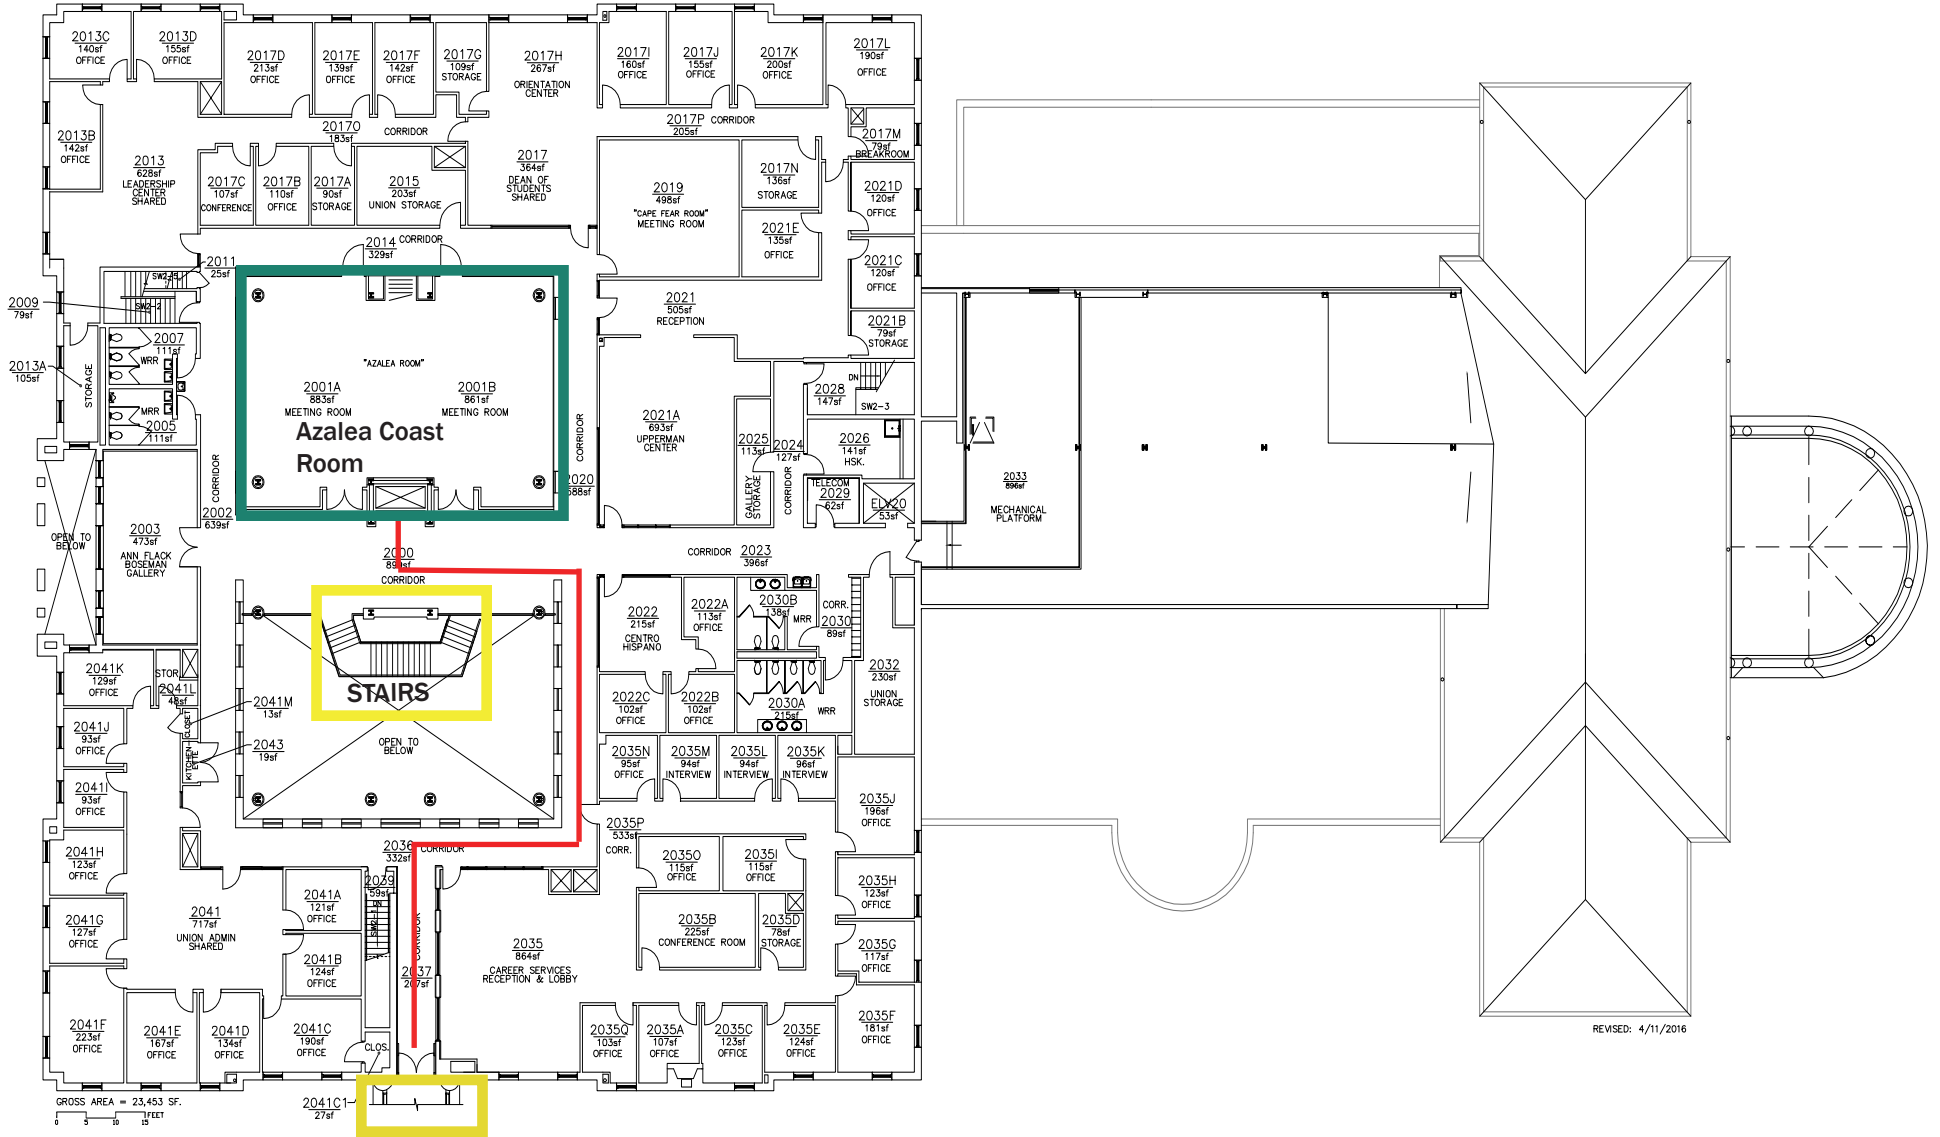 2013C
140sf
OFFICE
2013D
155sf
OFFICE
2017D
213sf
OFFICE
2017E
139sf
OFFICE
2017F
142sf
OFFICE
2017G
109sf
STORAGE
2017H
267sf
ORIENTATION
CENTER
2017I
160sf
OFFICE
2017J
155sf
OFFICE
2017K
200sf
OFFICE
2017L
190sf
OFFICE
2013B
142sf
OFFICE
2017O
183sf
CORRIDOR
2017P
205sf
CORRIDOR
2017M
79sf
BREAKROOM
2013
628sf
LEADERSHIP
CENTER
SHARED
2017C
107sf
CONFERENCE
2017B
110sf
OFFICE
2017A
90sf
STORAGE
2015
203sf
UNION STORAGE
2017
364sf
DEAN OF
STUDENTS
SHARED
2019
498sf
"CAPE FEAR ROOM"
MEETING ROOM
2017N
136sf
STORAGE
2021D
120sf
OFFICE
2021E
135sf
OFFICE
2014
329sf
CORRIDOR
2011
25sf
SW2-5
2009
79sf
SW2-2
2021C
120sf
OFFICE
2021
505sf
RECEPTION
2021B
79sf
STORAGE
2007
111sf
WRR
2013A
105sf
STORAGE
MRR
2005
111sf
"AZALEA ROOM"
2001A
883sf
MEETING ROOM
2001B
861sf
MEETING ROOM
Azalea Coast
Room
CORRIDOR
2020
588sf
2021A
693sf
UPPERMAN
CENTER
2025
113sf
GALLERY
STORAGE
2024
127sf
CORRIDOR
2028
147sf
DN
SW2-3
2026
141sf
HSK.
TELECOM
2029
62sf
ELV20
53sf
2033
896sf
MECHANICAL
PLATFORM
CORRIDOR
2002
639sf
OPEN TO
BELOW
2003
473sf
ANN FLACK
BOSEMAN
GALLERY
2000
CORRIDOR
CORRIDOR
2023
396sf
STAIRS
OPEN TO
BELOW
2022
215sf
CENTRO
HISPANO
2022A
113sf
OFFICE
2030B
138sf
MRR
CORR.
2030
89sf
2022C
102sf
OFFICE
2022B
102sf
OFFICE
2030A
215sf
WRR
2032
230sf
UNION
STORAGE
2041K
129sf
OFFICE
STOR.
2041L
48sf
2041M
13sf
CLOSET
2043
19sf
KITCHEN-
ETTE
2041J
93sf
OFFICE
2041I
93sf
OFFICE
2041H
123sf
OFFICE
2041G
127sf
OFFICE
2035N
95sf
OFFICE
2035M
94sf
INTERVIEW
2035L
94sf
INTERVIEW
2035K
96sf
INTERVIEW
2035J
196sf
OFFICE
2035P
533sf
CORR.
2036
332sf
CORRIDOR
2035O
115sf
OFFICE
2035I
115sf
OFFICE
2035H
123sf
OFFICE
2039
59sf
DN
SW2-1
2041A
121sf
OFFICE
2041
717sf
UNION ADMIN
SHARED
2041B
124sf
OFFICE
CORRIDOR
2037
207sf
2035
864sf
CAREER SERVICES
RECEPTION & LOBBY
2035B
225sf
CONFERENCE ROOM
2035D
78sf
STORAGE
2035G
117sf
OFFICE
2041F
223sf
OFFICE
2041E
167sf
OFFICE
2041D
134sf
OFFICE
2041C
190sf
OFFICE
CLOS.
2035Q
103sf
OFFICE
2035A
107sf
OFFICE
2035C
123sf
OFFICE
2035E
124sf
OFFICE
2035F
181sf
OFFICE
REVISED: 4/11/2016
2041C1
27sf
GROSS AREA = 23,453 SF.
FEET
0 5 10 15